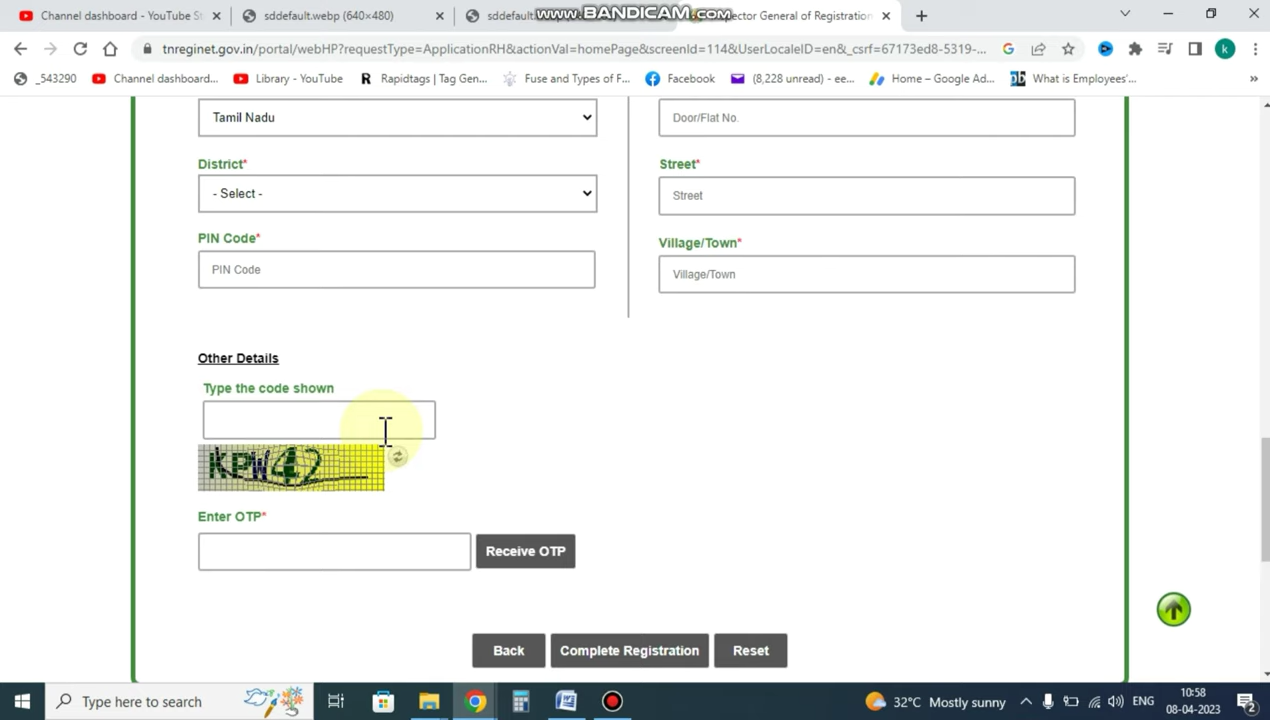 Channel dashboard - YouTube St
sddefault.webp (640×480)
sddefault
www.BANDICAM.com
pector General of Registration
tnreginet.gov.in/portal/webHP?requestType=ApplicationRH&actionVal=homePage&screenId=114&UserLocaleID=en&_csrf=67173ed8-5319-...
k
_543290
Channel dashboard...
Library - YouTube
Rapidtags | Tag Gen...
Fuse and Types of F...
Facebook
(8,228 unread) - ee...
Home – Google Ad...
What is Employees'...
»
Tamil Nadu
Door/Flat No.
District*
Street*
- Select -
Street
PIN Code*
Village/Town*
PIN Code
Village/Town
Other Details
Type the code shown
KPW42
Enter OTP*
Receive OTP
Back
Complete Registration
Reset
Type here to search
32°C Mostly sunny
ENG
10:58
08-04-2023
2